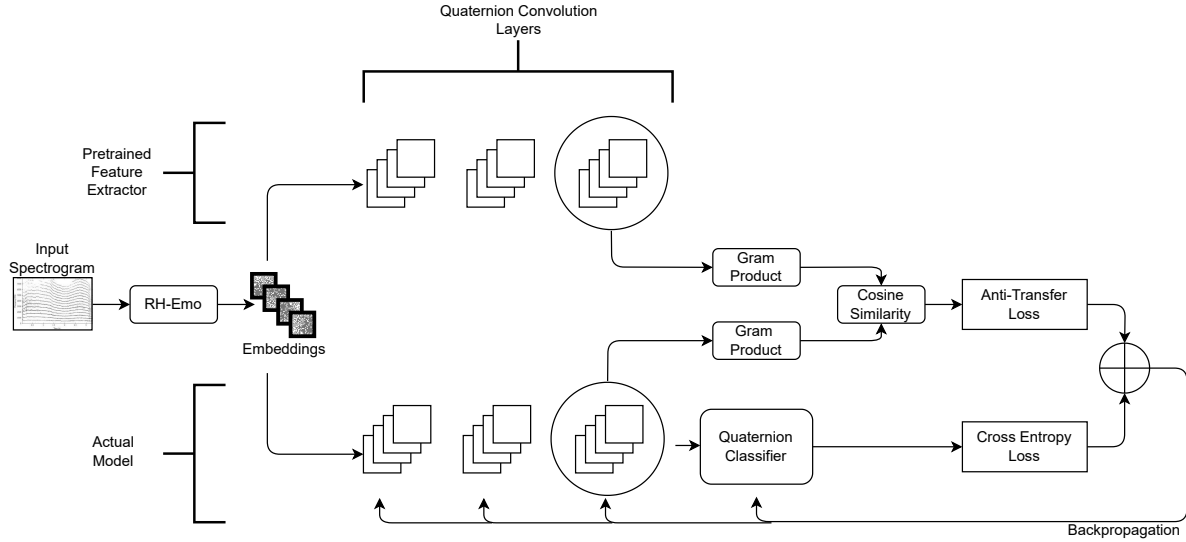 Quaternion Convolution
Layers
Pretrained
Feature
Extractor
Input
Spectrogram
RH-Emo
Embeddings
Gram
Product
Cosine
Similarity
Anti-Transfer
Loss
Gram
Product
Actual
Model
Quaternion
Classifier
Cross Entropy
Loss
Backpropagation